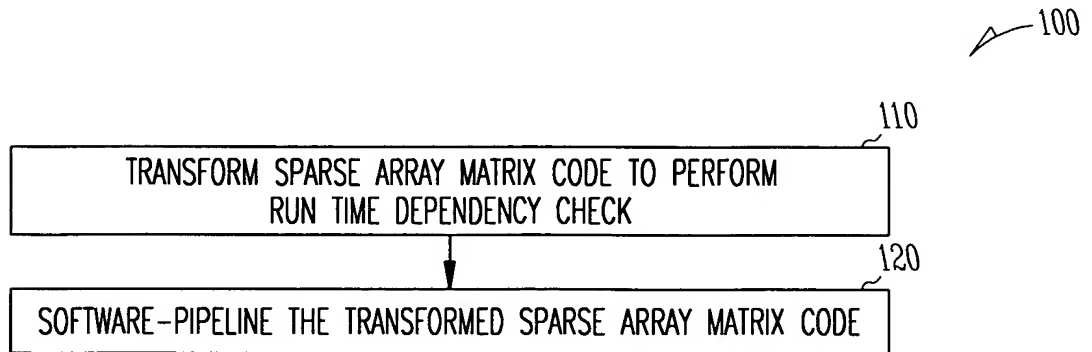 100
110
TRANSFORM SPARSE ARRAY MATRIX CODE TO PERFORM
RUN TIME DEPENDENCY CHECK
120
SOFTWARE-PIPELINE THE TRANSFORMED SPARSE ARRAY MATRIX CODE